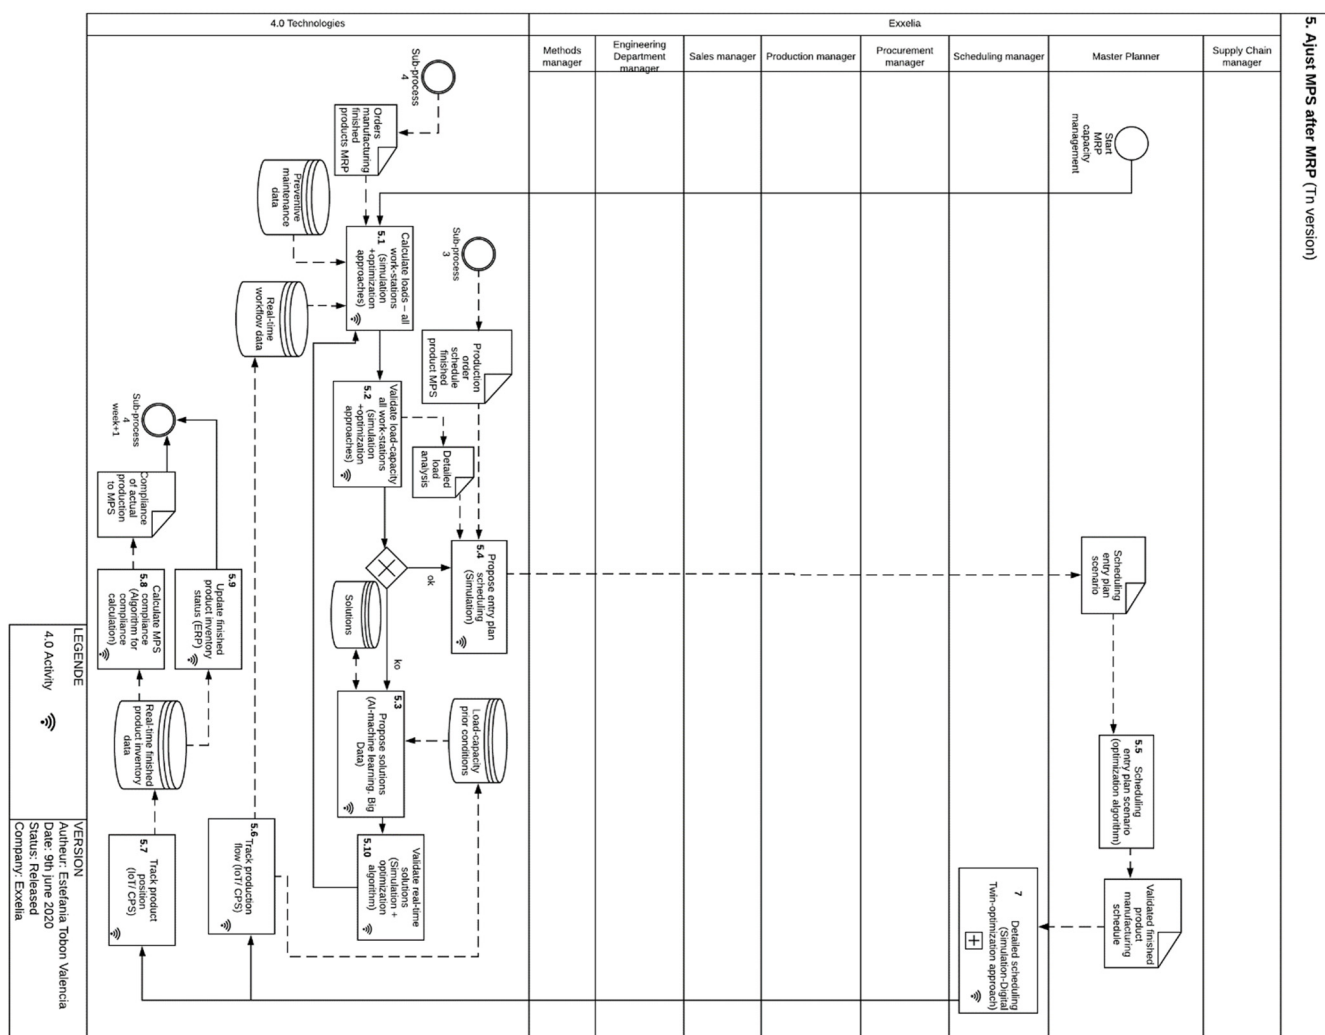 5. Ajust MPS after MRP (Tn version)
4.0 Technologies
Exxelia
Methods
manager
Engineering
Department
manager
Sales manager
Production manager
Procurement
manager
Scheduling manager
Master Planner
Supply Chain
manager
Sub-process
4
Orders
manufacturing
finished
products MRP
Start
MRP
capacity
management
Preventive
maintenance
data
Sub-process
3
5.1
Calculate loads – all
work-stations
(simulation
+optimization
approaches)
Real-time
workflow data
Production
order
schedule
finished
product MPS
Validate load-capacity
all work-stations
5.2
(simulation
+optimization
approaches)
Detailed
load
analysis
Sub-process
4
week+1
Compliance
of actual
production
to MPS
ok
5.4
Propose entry plan
scheduling
(Simulation)
Scheduling
entry plan
scenario
Solutions
ko
5.9
Update finished
product inventory
status (ERP)
5.8
Calculate MPS
compliance
(Algorithm for
compliance
calculation)
5.3
Propose solutions
(AI-machine learning. Big
Data)
Load-capacity
prior conditions
Real-time finished
product inventory
data
5.5 Scheduling
entry plan scenario
(optimization algorithm)
Validate real-time
solutions
(Simulation +
optimization
algorithm)
5.10
5.6
Track production
flow (IoT/ CPS)
5.7
Track product
position
(IoT/ CPS)
Validated finished
product
manufacturing
schedule
7 Detailed scheduling
(Simulation-Digital
Twin-optimization approach)
LEGENDE
4.0 Activity
VERSION
Autheur: Estefania Tobon Valencia
Date: 9th june 2020
Status: Released
Company: Exxelia